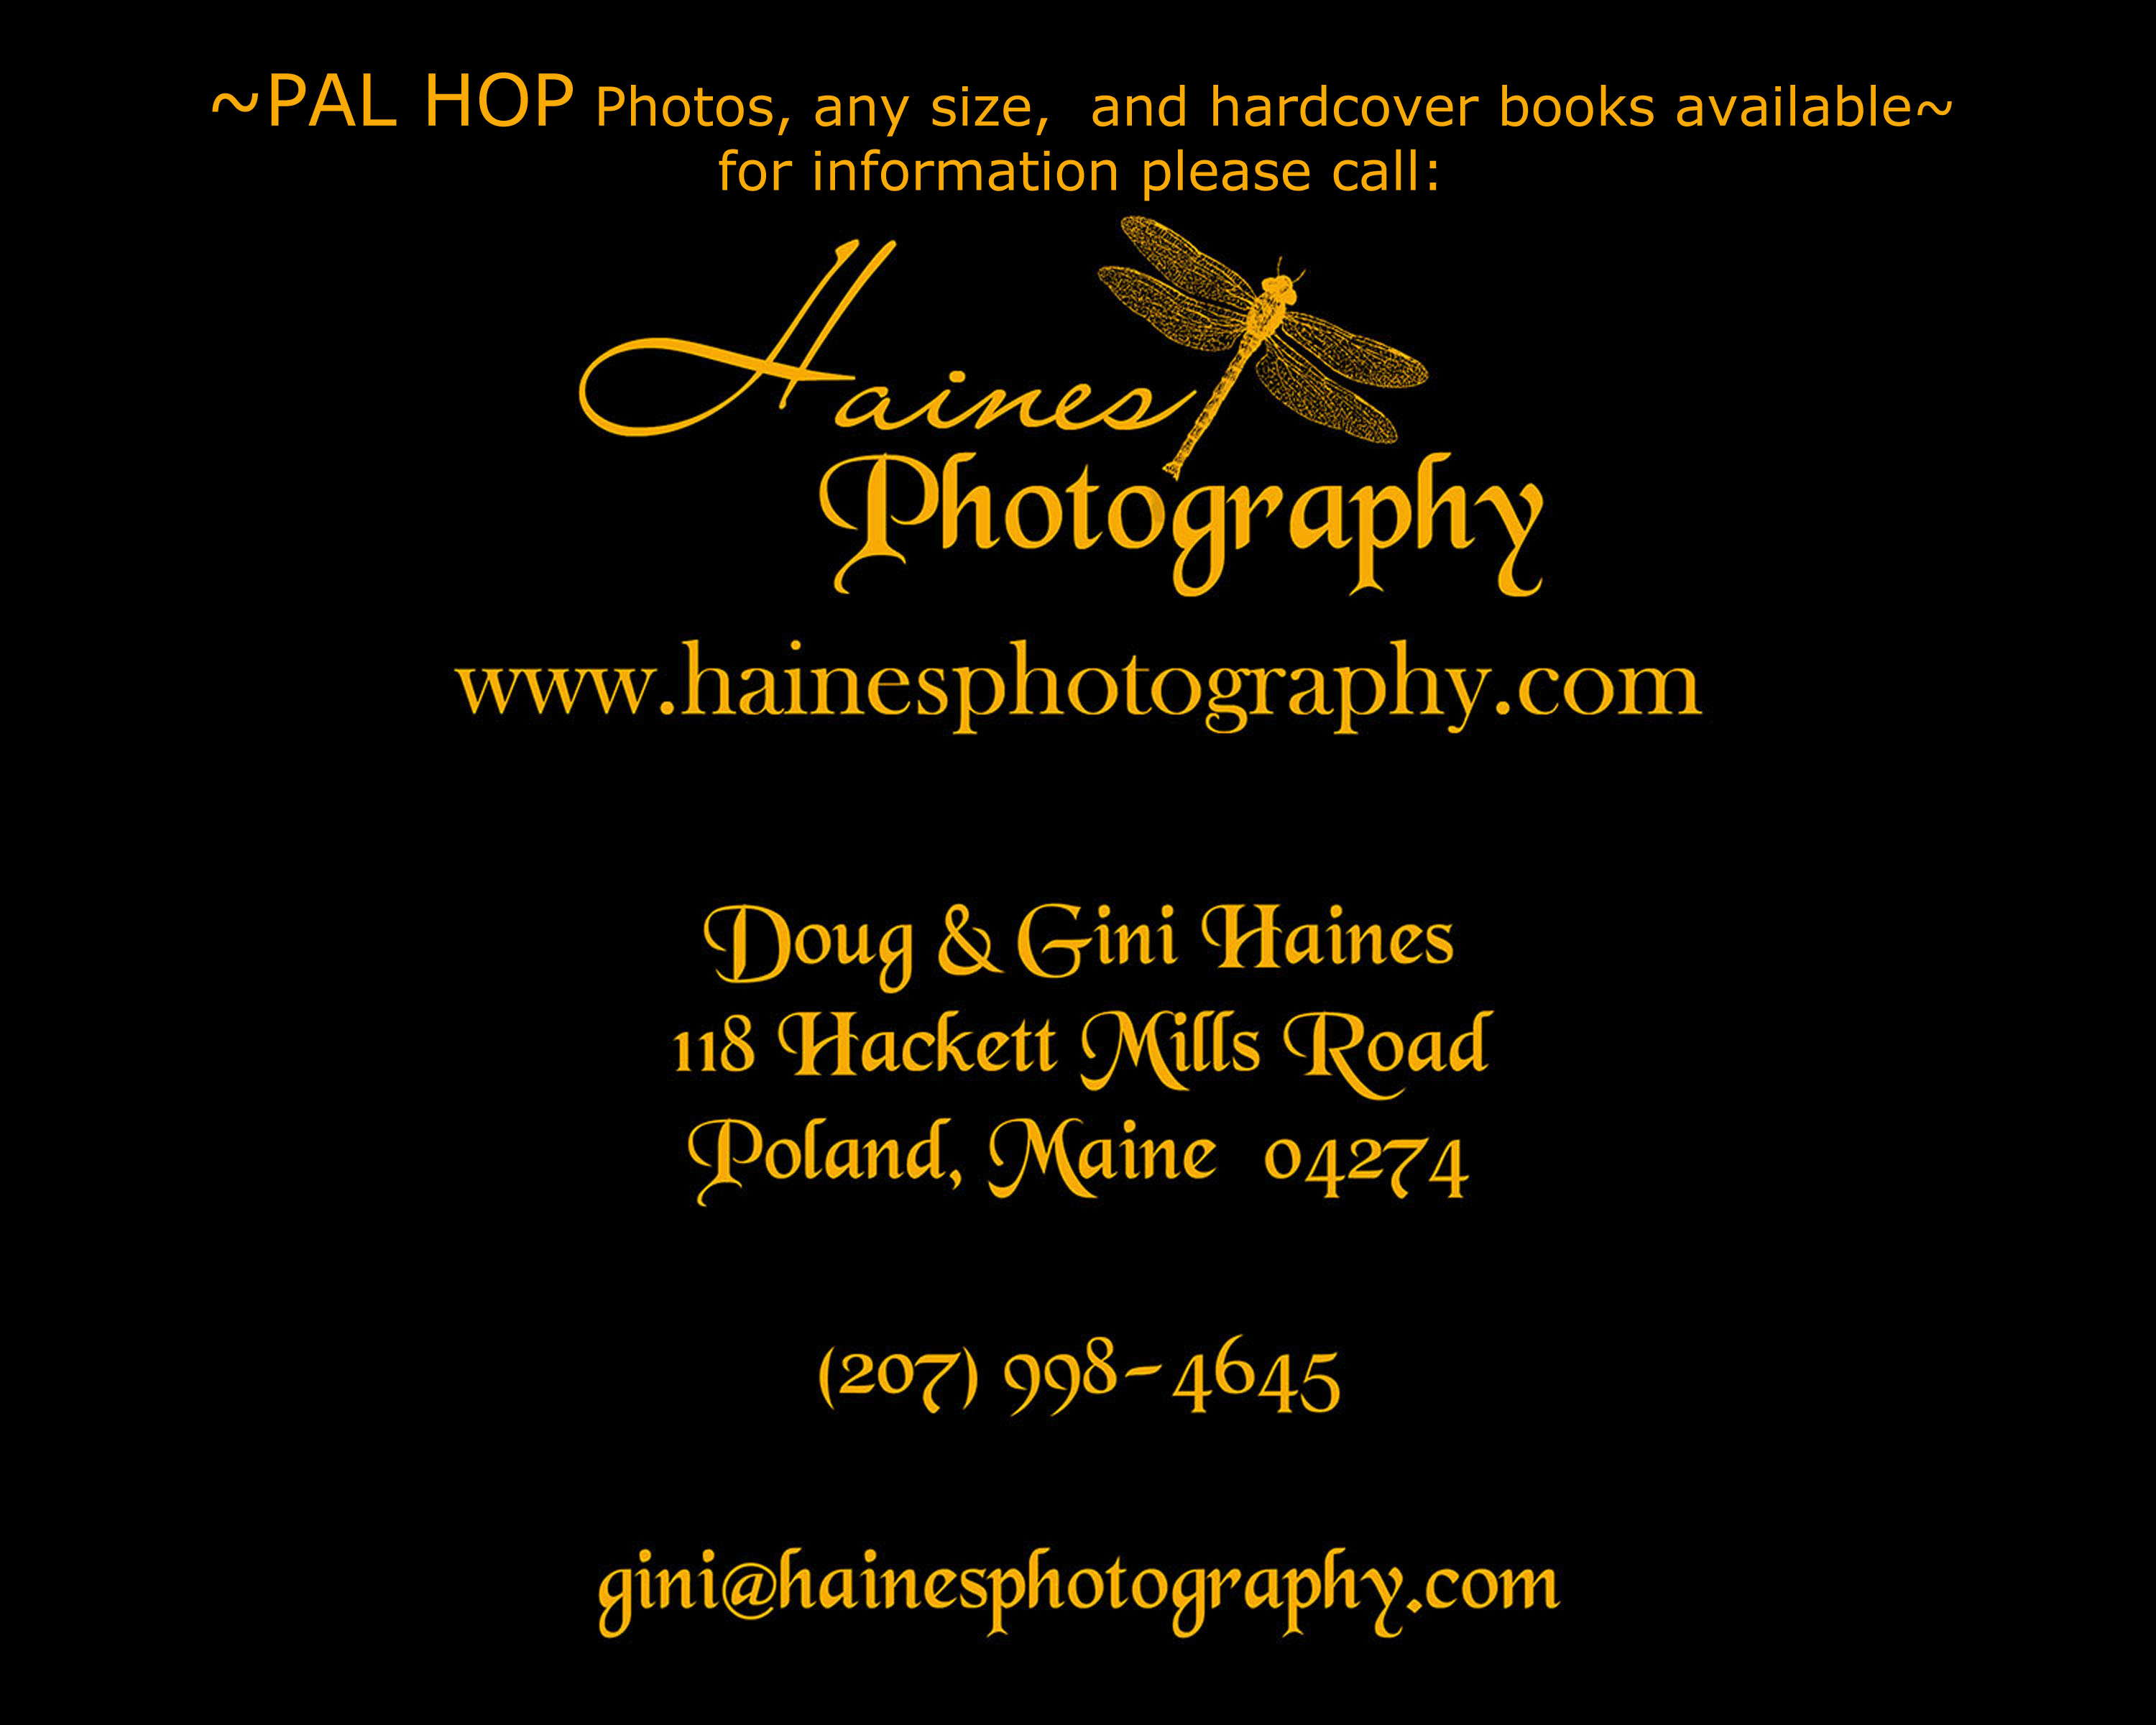 ~PAL HOP Photos, any size,  and hardcover books available~
for information please call:
Haines
Photography
www.hainesphotography.com
Doug & Gini Haines
118 Hackett Mills Road
Poland, Maine  04274
(207) 998-4645
gini@hainesphotography.com